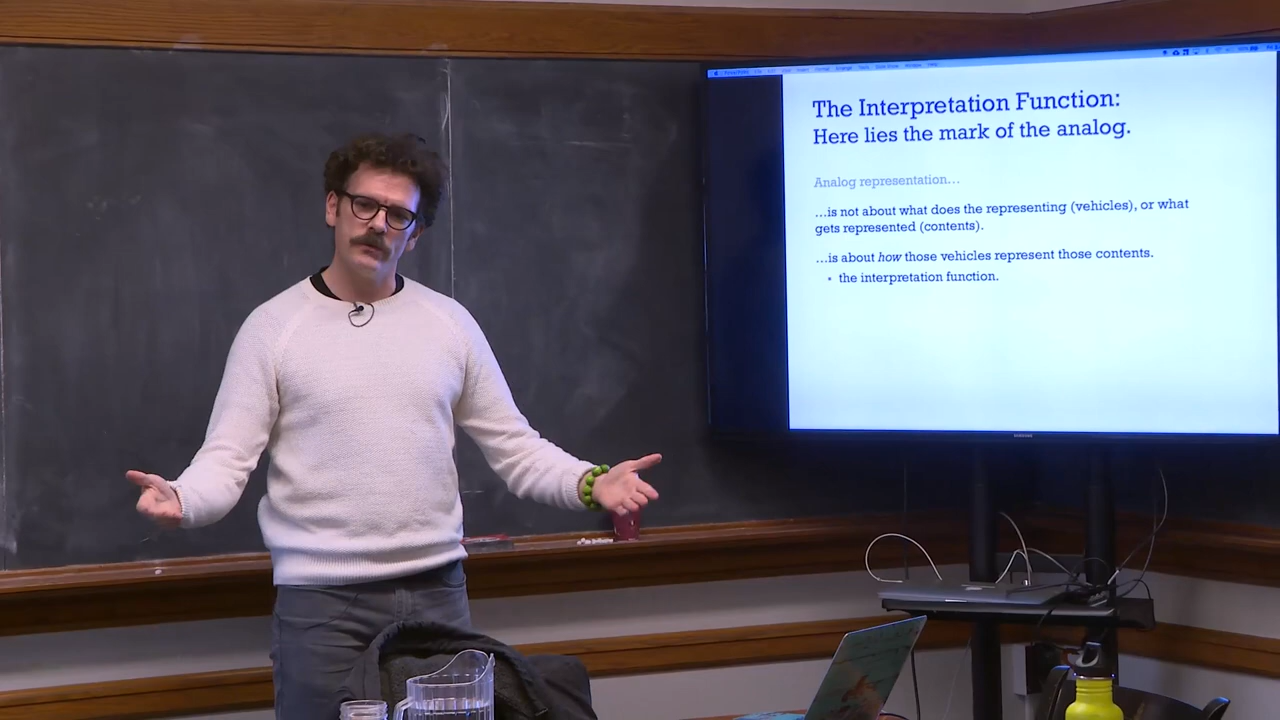 The Interpretation Function:
Here lies the mark of the analog.
Analog representation...
...is not about what does the representing (vehicles), or what
gets represented (contents).
...is about how those vehicles represent those contents.
• the interpretation function.
SAMSUNG